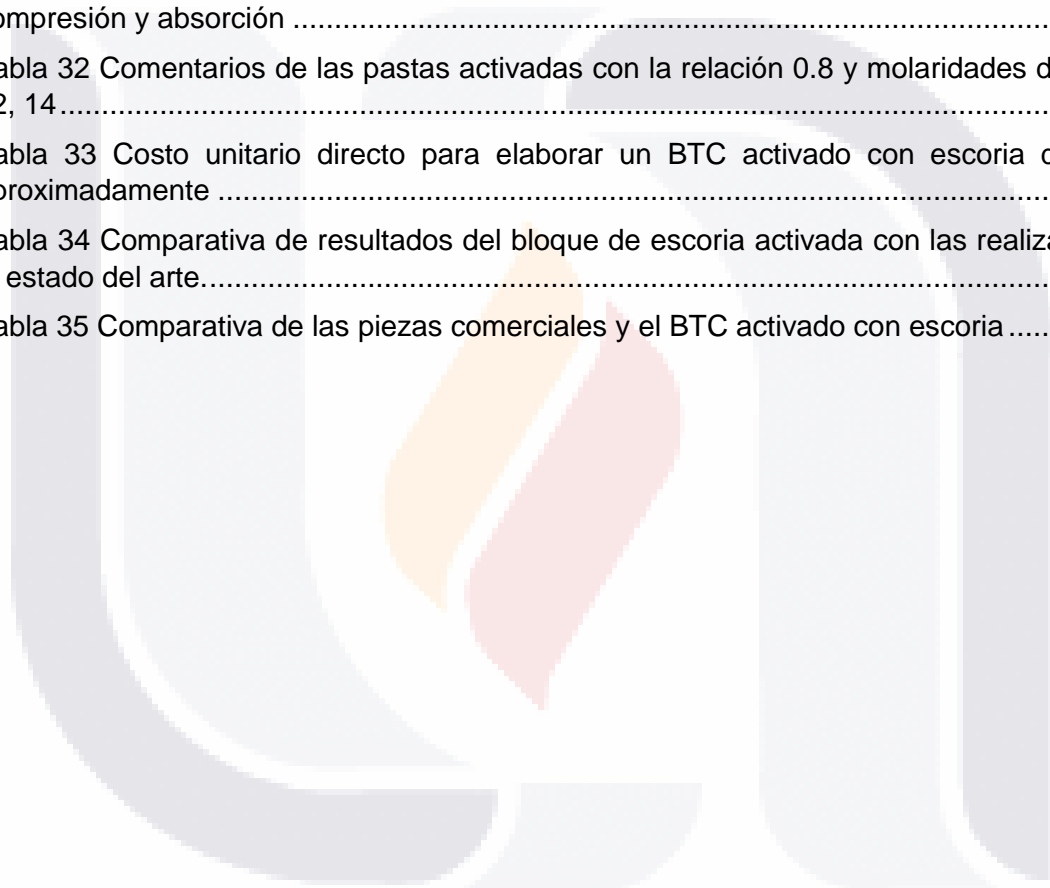 ompresión y absorción ......................................................................................
abla 32 Comentarios de las pastas activadas con la relación 0.8 y molaridades d
2, 14......................................................................................................................
abla 33 Costo unitario directo para elaborar un BTC activado con escoria
proximadamente ................................................................................................
abla 34 Comparativa de resultados del bloque de escoria activada con las realiza
estado del arte...................................................................................................
abla 35 Comparativa de las piezas comerciales y el BTC activado con escoria .....